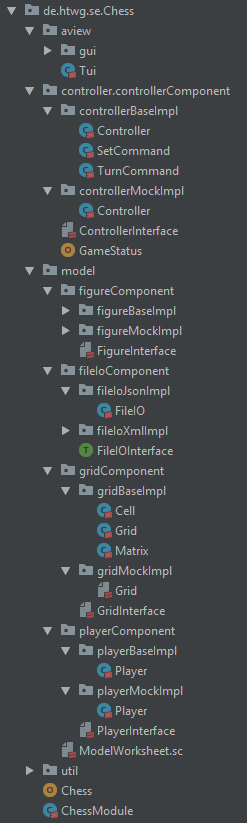 de.htwg.se.Chess
aview
gui
Tui
controller.controllerComponent
controllerBaseImpl
Controller
SetCommand
TurnCommand
controllerMockImpl
Controller
ControllerInterface
GameStatus
model
figureComponent
figureBaseImpl
figureMockImpl
FigureInterface
fileIoComponent
fileIoJsonImpl
FileIO
fileIoXmlImpl
FileIOInterface
gridComponent
gridBaseImpl
Cell
Grid
Matrix
gridMockImpl
Grid
GridInterface
playerComponent
playerBaseImpl
Player
playerMockImpl
Player
PlayerInterface
ModelWorksheet.sc
util
Chess
ChessModule